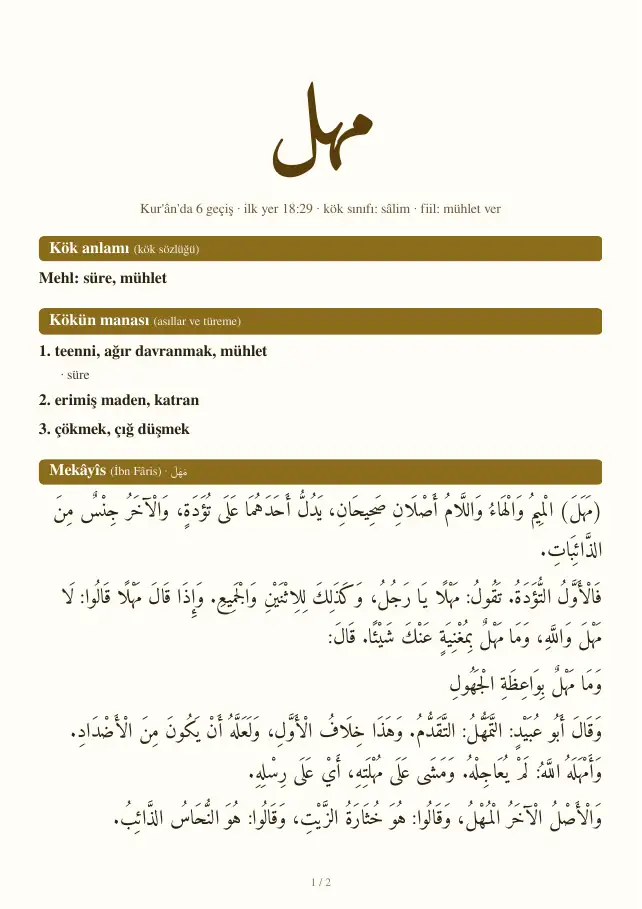 مهل
Kur'ân'da 6 geçiş · ilk yer 18:29 · kök sınıfı: sâlim · fiil: mühlet ver
Kök anlamı (kök sözlüğü)
Mehl: süre, mühlet
Kökün manası (asıllar ve türeme)
1. teenni, ağır davranmak, mühlet
· süre
2. erimiş maden, katran
3. çökmek, çığ düşmek
Mekâyîs (İbn Fâris) · مَهَلَ
(مَهَلَ) الْمِيمُ وَالْهَاءُ وَاللَّامُ أَصْلَانِ صَحِيحَانِ، يَدُلُّ أَحَدُهُمَا عَلَى تُؤَدَةٍ، وَالْآخَرُ جِنْسٌ مِنَ
الذَّائِبَاتِ.
فَالْأَوَّلُ التُّؤَدَةُ. تَقُولُ: مَهْلًا يَا رَجُلُ، وَكَذَلِكَ لِلِاثْنَيْنِ وَالْجَمِيعِ. وَإِذَا قَالَ مَهْلًا قَالُوا: لَا
مَهْلَ وَاللَّهِ، وَمَا مَهْلٌ بِمُغْنِيَةٍ عَنْكَ شَيْئًا. قَالَ:
وَمَا مَهْلٌ بِوَاعِظَةِ الْجَهُولِ
وَقَالَ أَبُو عُبَيْدٍ: التَّمَهُّلُ: التَّقَدُّمُ. وَهَذَا خِلَافُ الْأَوَّلِ، وَلَعَلَّهُ أَنْ يَكُونَ مِنَ الْأَضْدَادِ.
وَأَمْهَلَهُ اللَّهُ: لَمْ يُعَاجِلْهُ. وَمَشَى عَلَى مُهْلَتِهِ، أَيْ عَلَى رِسْلِهِ.
وَالْأَصْلُ الْآخَرُ الْمُهْلُ، وَقَالُوا: هُوَ خُثَارَةُ الزَّيْتِ، وَقَالُوا: هُوَ النُّحَاسُ الذَّائِبُ.
1 / 2